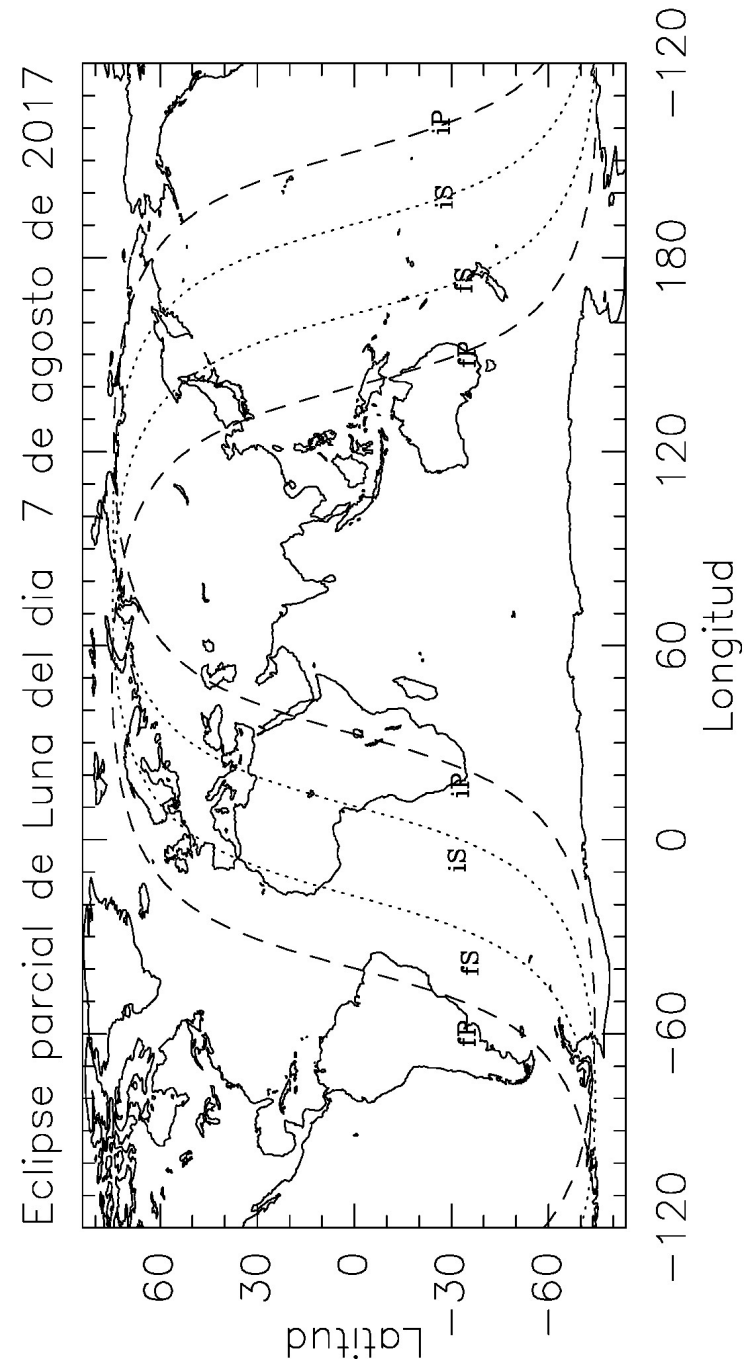 Eclipse parcial de Luna del dia 7 de agosto de 2017
Latitud
60
30
0
−30
−60
fP
fS
iS
iP
fP
fS
iS
iP
−120
−60
0
60
120
180
−120
Longitud